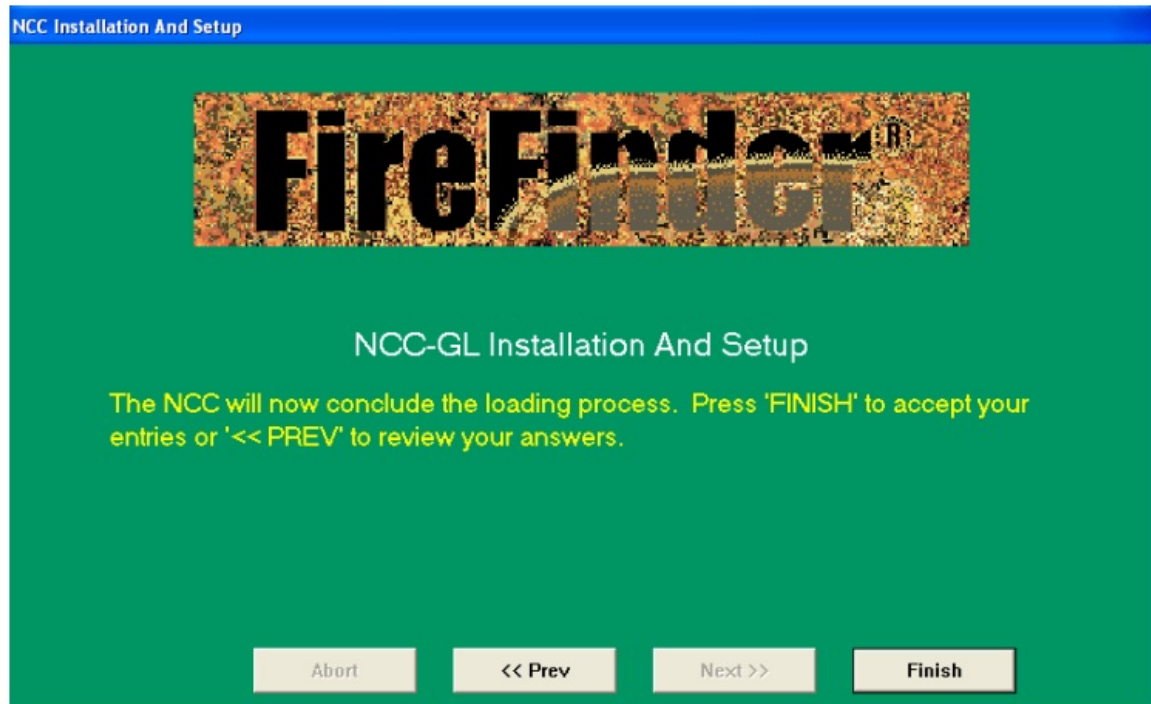 NCC Installation And Setup
FireFinder®
NCC-GL Installation And Setup
The NCC will now conclude the loading process. Press 'FINISH' to accept your
entries or '<< PREV' to review your answers.
Abort << Prev Next >> Finish